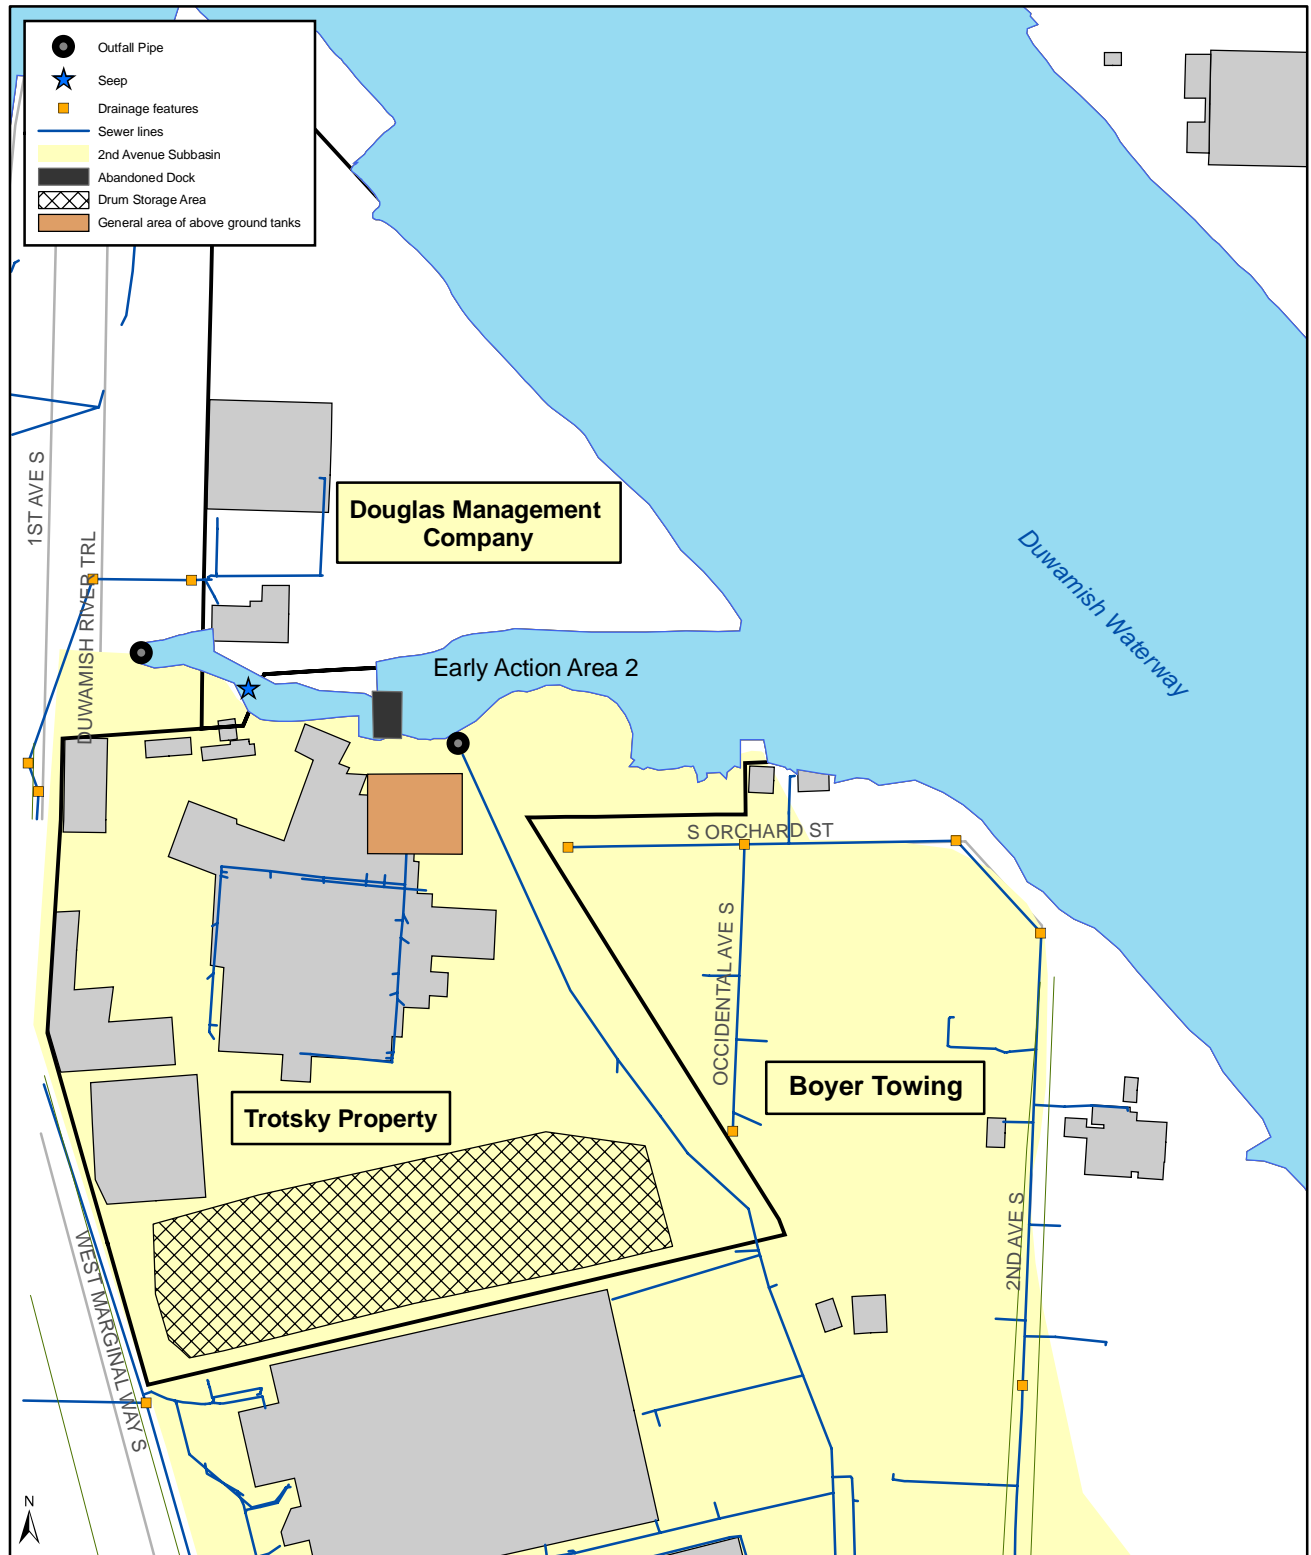 Outfall Pipe
Seep
Drainage features
Sewer lines
2nd Avenue Subbasin
Abandoned Dock
Drum Storage Area
General area of above ground tanks
1ST AVE S
DUWAMISH RIVER TRL
Douglas Management
Company
Duwamish Waterway
Early Action Area 2
S ORCHARD ST
OCCIDENTAL AVE S
Boyer Towing
Trotsky Property
2ND AVE S
WEST MARGINAL WAY S
N